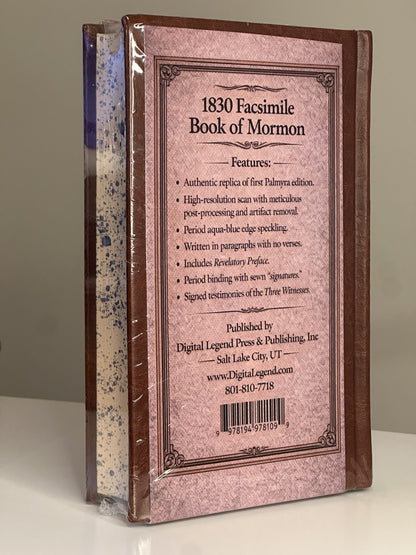 1830 Facsimile
Book of Mormon
Features:
• Authentic replica of first Palmyra edition.
• High-resolution scan with meticulous
post-processing and artifact removal.
• Period aqua-blue edge speckling.
• Written in paragraphs with no verses.
• Includes Revelatory Preface.
• Period binding with sewn "signatures."
• Signed testimonies of the Three Witnesses.
Published by
Digital Legend Press & Publishing, Inc
— Salt Lake City, UT —
www.DigitalLegend.com
801-810-7718
9 781949 781099